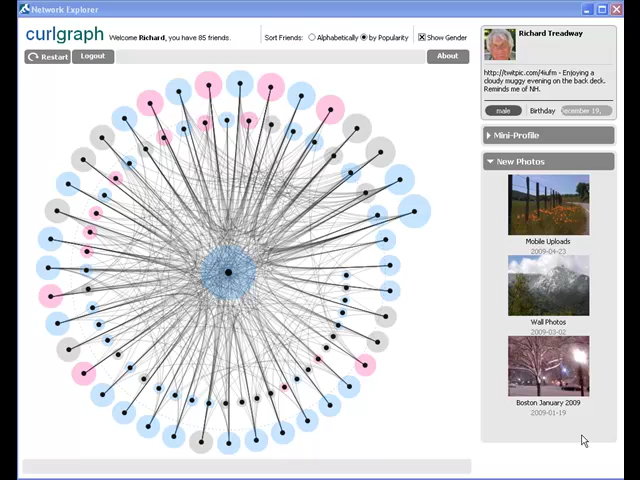 Network Explorer
curlgraph
Welcome Richard, you have 85 friends.
Sort Friends: Alphabetically by Popularity Show Gender
Restart Logout About
Richard Treadway
http://twitpic.com/4iufm - Enjoying a
cloudy muggy evening on the back deck.
Reminds me of NH.
male Birthday December 19,
Mini-Profile
New Photos
Mobile Uploads
2009-04-23
Wall Photos
2009-03-02
Boston January 2009
2009-01-19